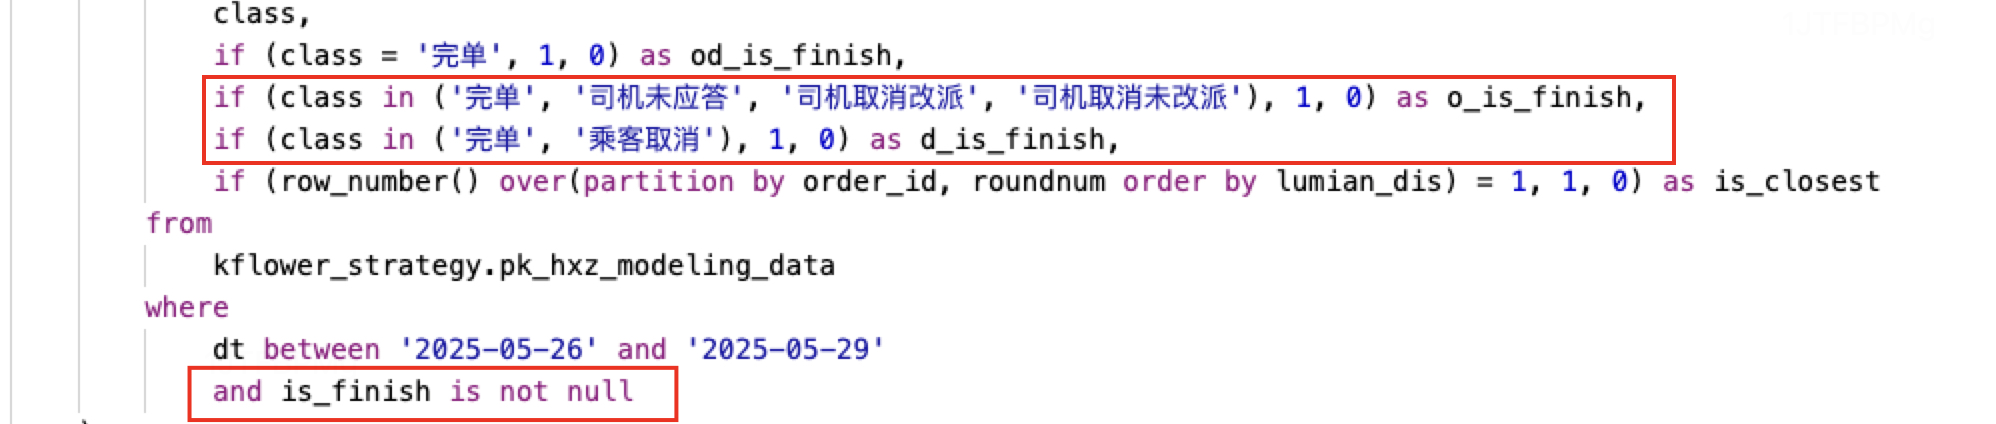 class,
if (class = '完单', 1, 0) as od_is_finish,
if (class in ('完单', '司机未应答', '司机取消改派', '司机取消未改派'), 1, 0) as o_is_finish,
if (class in ('完单', '乘客取消'), 1, 0) as d_is_finish,
if (row_number() over(partition by order_id, roundnum order by lumian_dis) = 1, 1, 0) as is_closest
from
kflower_strategy.pk_hxz_modeling_data
where
dt between '2025-05-26' and '2025-05-29'
and is_finish is not null